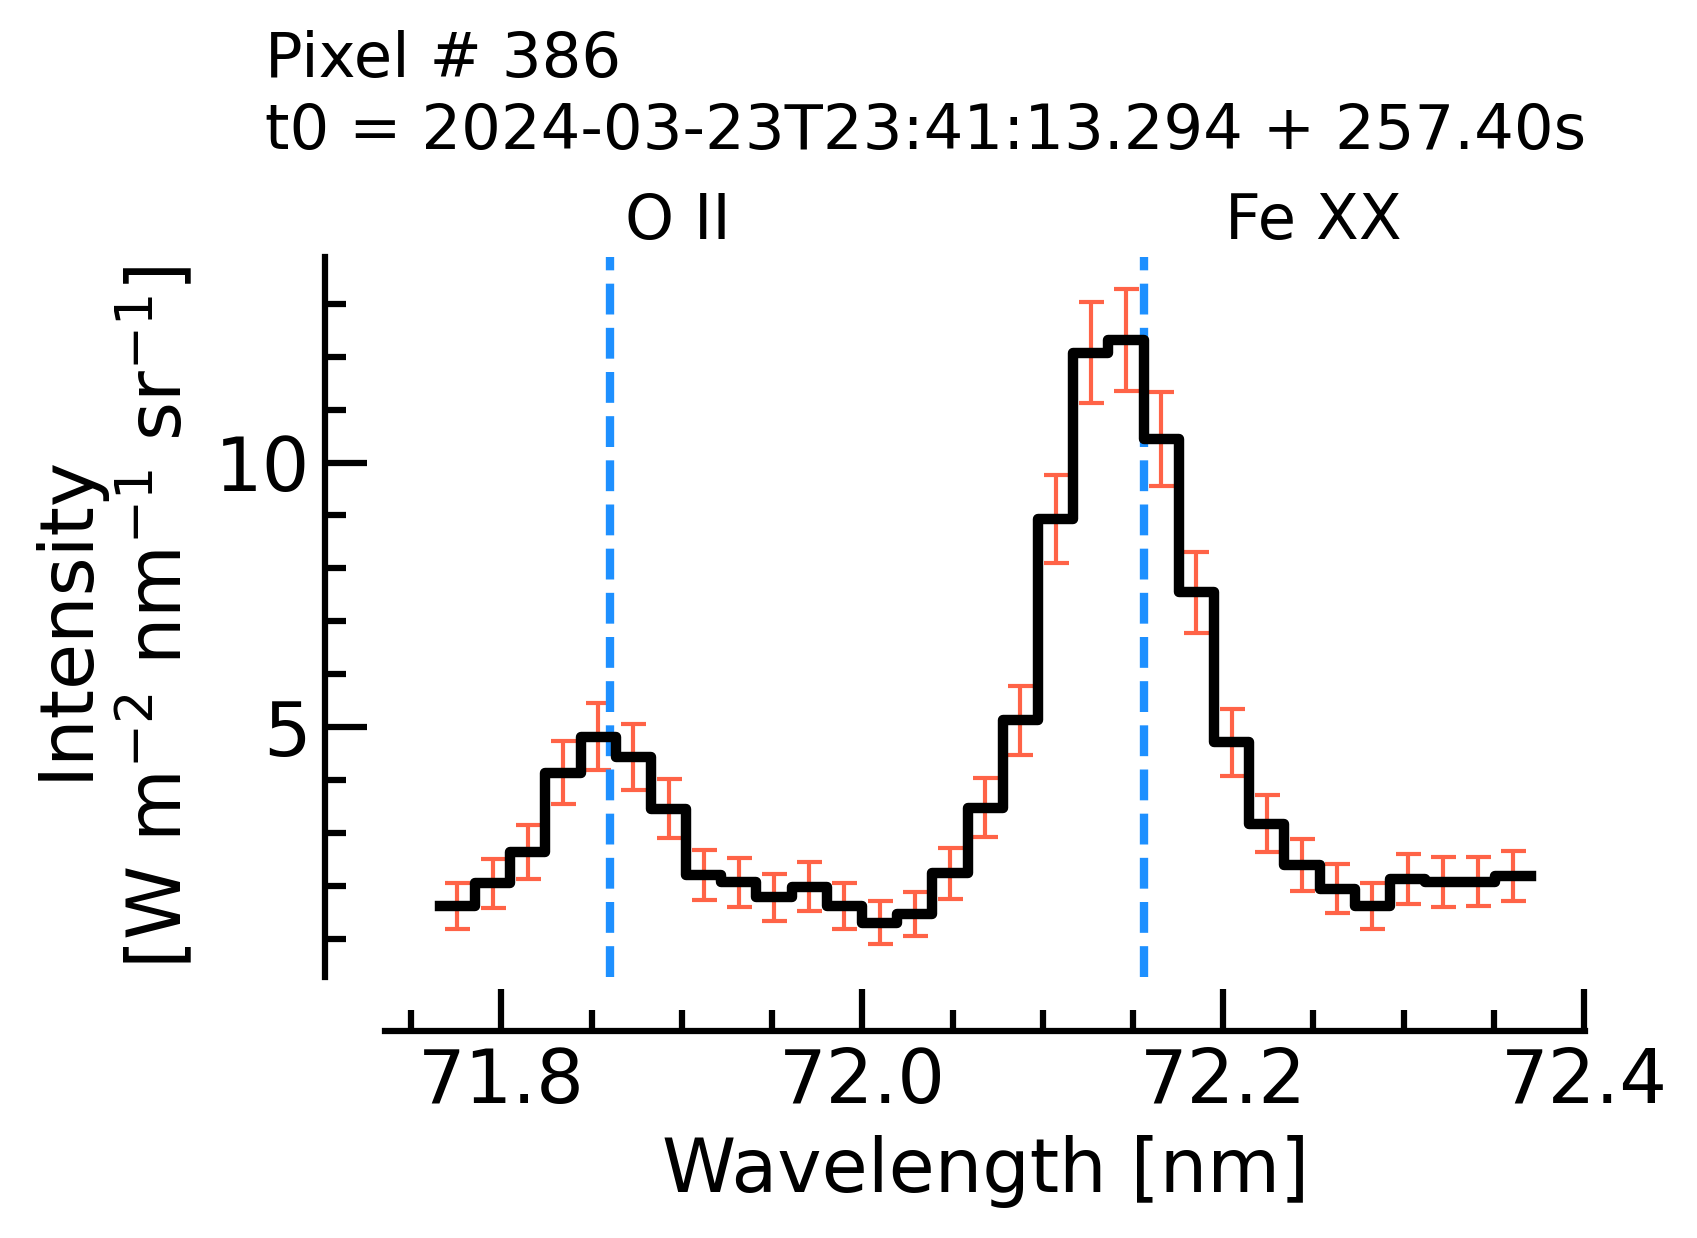 Pixel # 386
t0 = 2024-03-23T23:41:13.294 + 257.40s
O II
Fe XX
Intensity
[W m⁻² nm⁻¹ sr⁻¹]
10
5
71.8 72.0 72.2 72.4
Wavelength [nm]